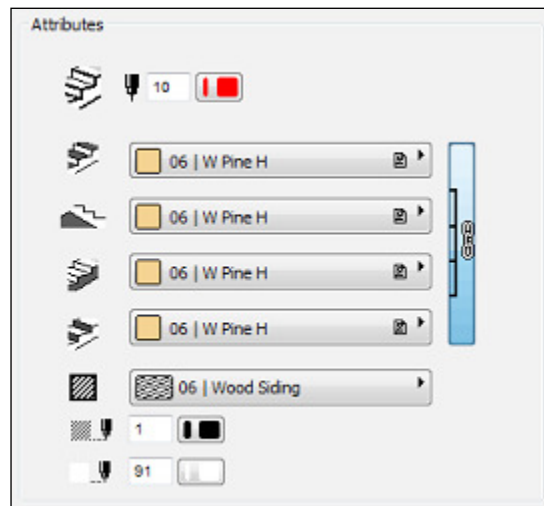 Attributes
10
06 | W Pine H
06 | W Pine H
06 | W Pine H
06 | W Pine H
06 | Wood Siding
1
91